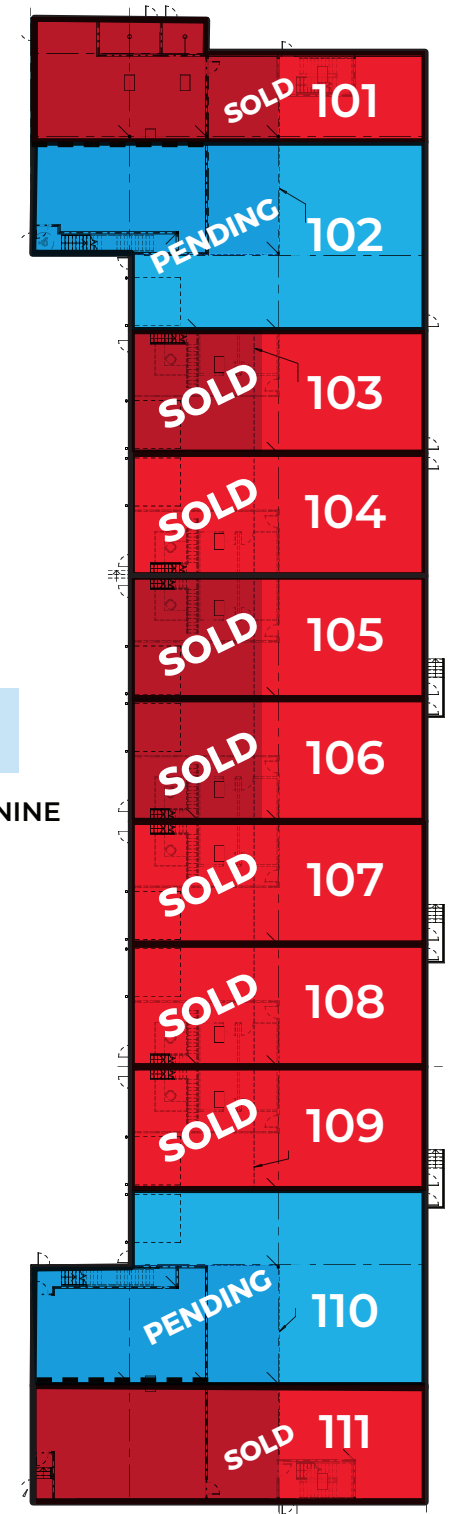 SOLD 101
PENDING 102
SOLD 103
SOLD 104
SOLD 105
SOLD 106
NINE
SOLD 107
SOLD 108
SOLD 109
PENDING 110
SOLD 111